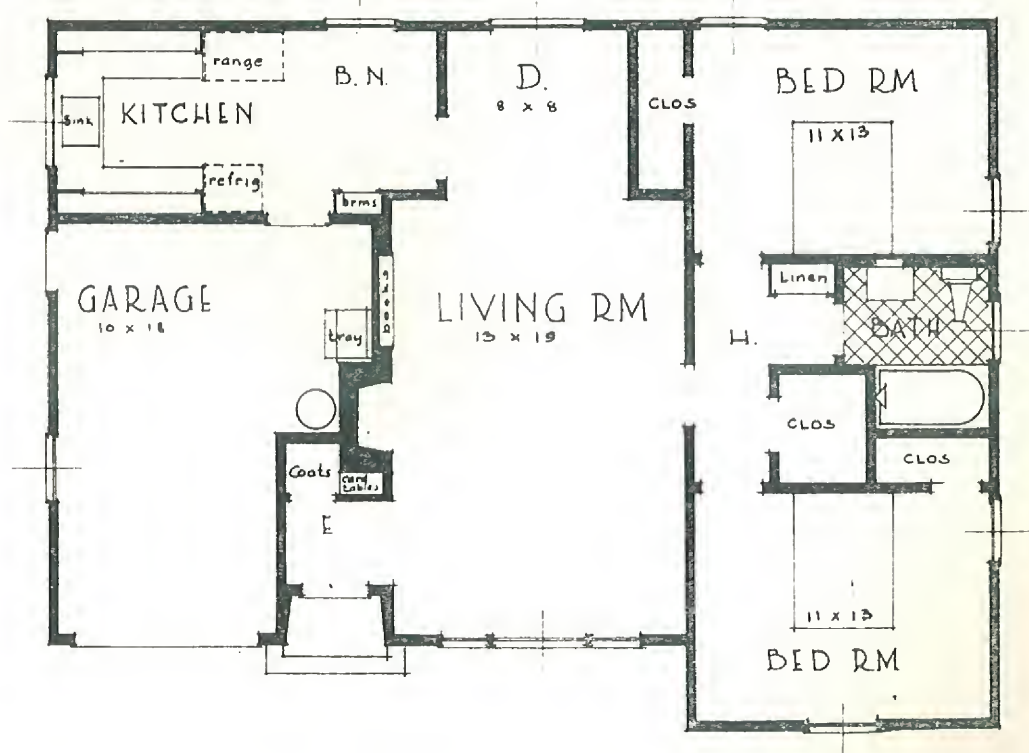 range
B. N.
D.
8 x 8
CLOS
BED RM
11 X 13
Sink
KITCHEN
refrig
brms
Linen
GARAGE
10 x 18
tray
books
LIVING RM
13 x 19
H.
BATH
CLOS
CLOS
Coats
card
tables
E
11 x 13
BED RM